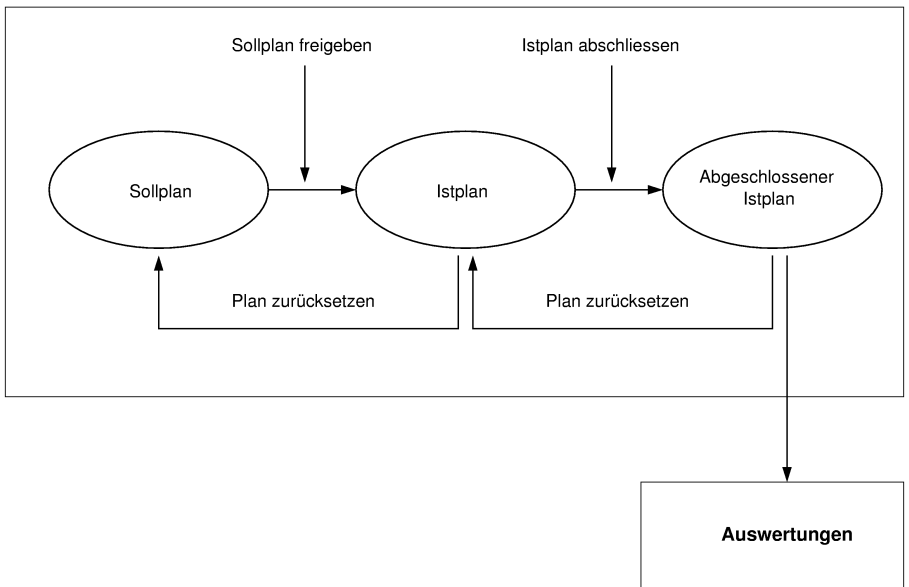 Sollplan freigeben
Istplan abschliessen
Sollplan
Istplan
Abgeschlossener
Istplan
Plan zurücksetzen
Plan zurücksetzen
Auswertungen